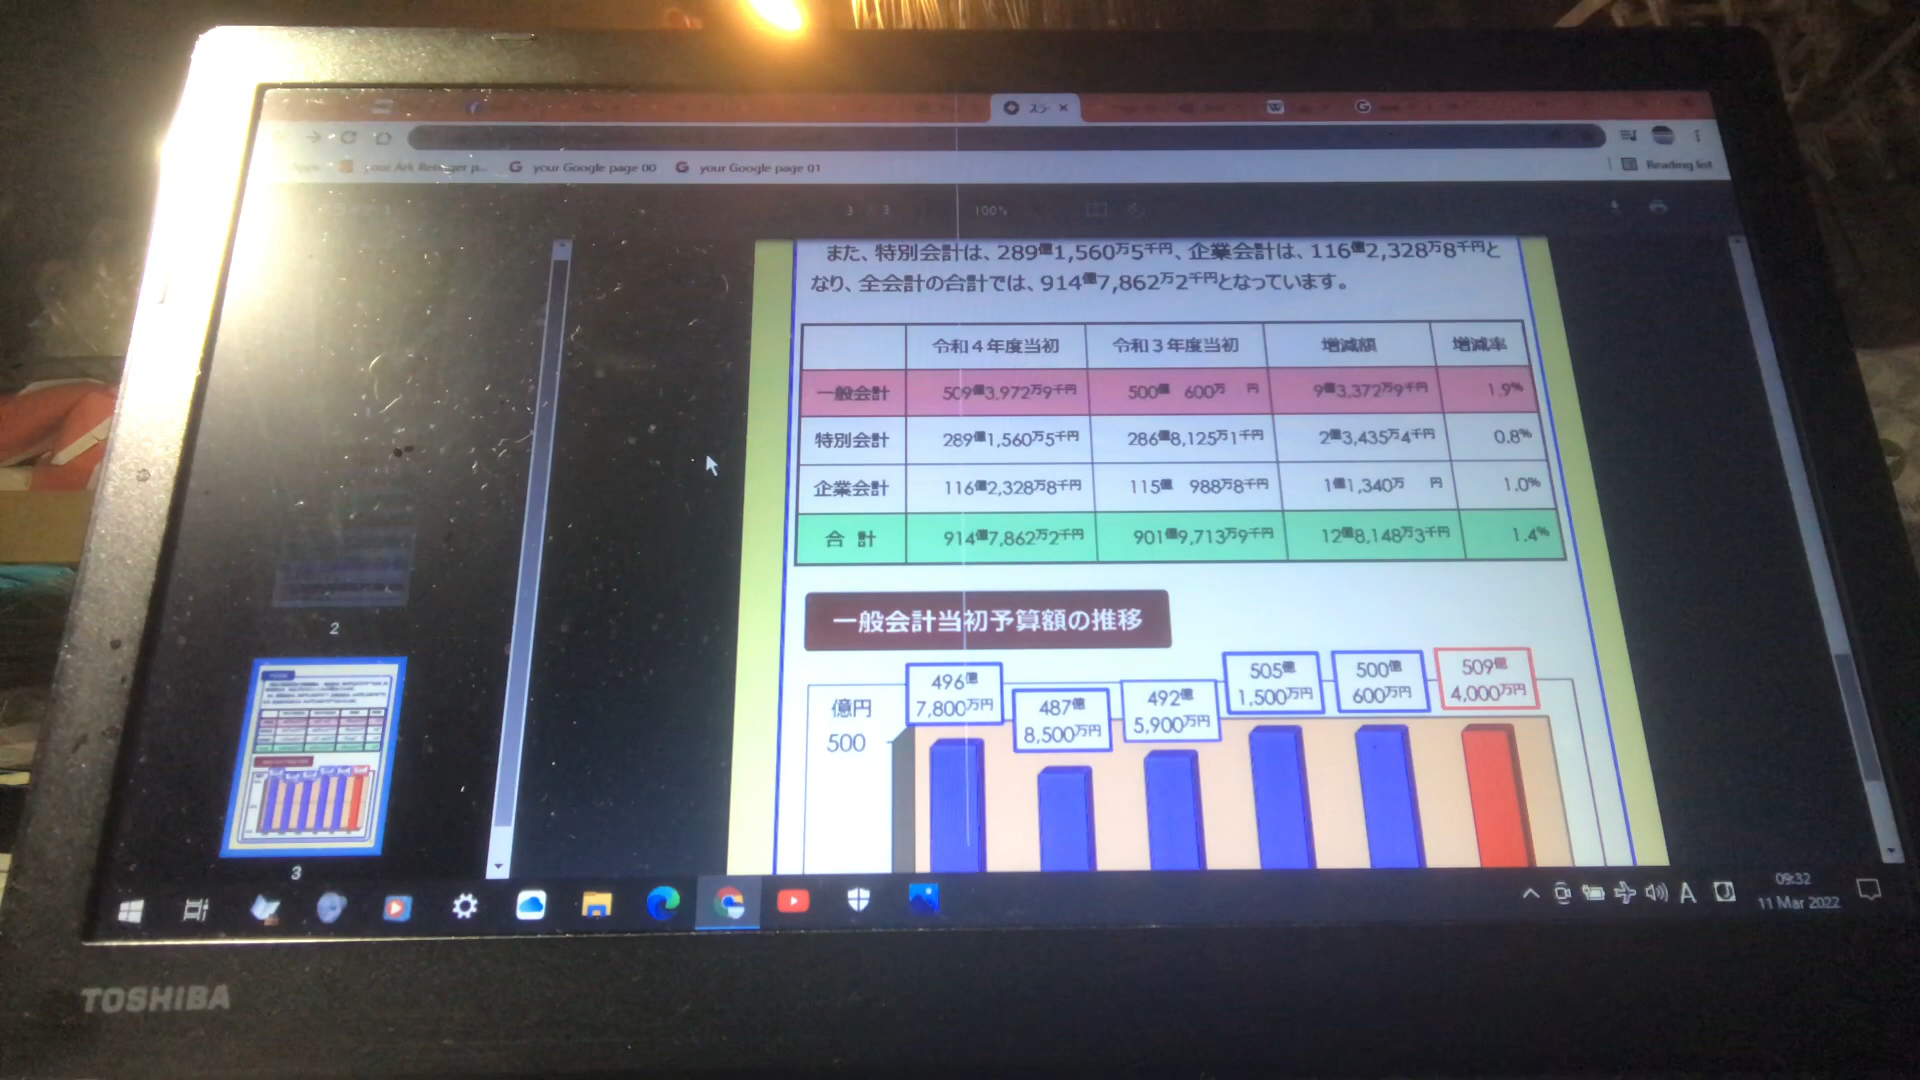 スラ
your Google page 00
your Google page 01
Reading list
3 / 3
100%
また、特別会計は、289億1,560万5千円、企業会計は、116億2,328万8千円と
なり、全会計の合計では、914億7,862万2千円となっています。
令和４年度当初 令和３年度当初 増減額 増減率
一般会計 509億3,972万9千円 500億 600万 円 9億3,372万9千円 1.9%
特別会計 289億1,560万5千円 286億8,125万1千円 2億3,435万4千円 0.8%
企業会計 116億2,328万8千円 115億 988万8千円 1億1,340万 円 1.0%
合 計 914億7,862万2千円 901億9,713万9千円 12億8,148万3千円 1.4%
2
一般会計当初予算額の推移
億円
500
496億
7,800万円
487億
8,500万円
492億
5,900万円
505億
1,500万円
500億
600万円
509億
4,000万円
3
A
09:32
11 Mar 2022
TOSHIBA